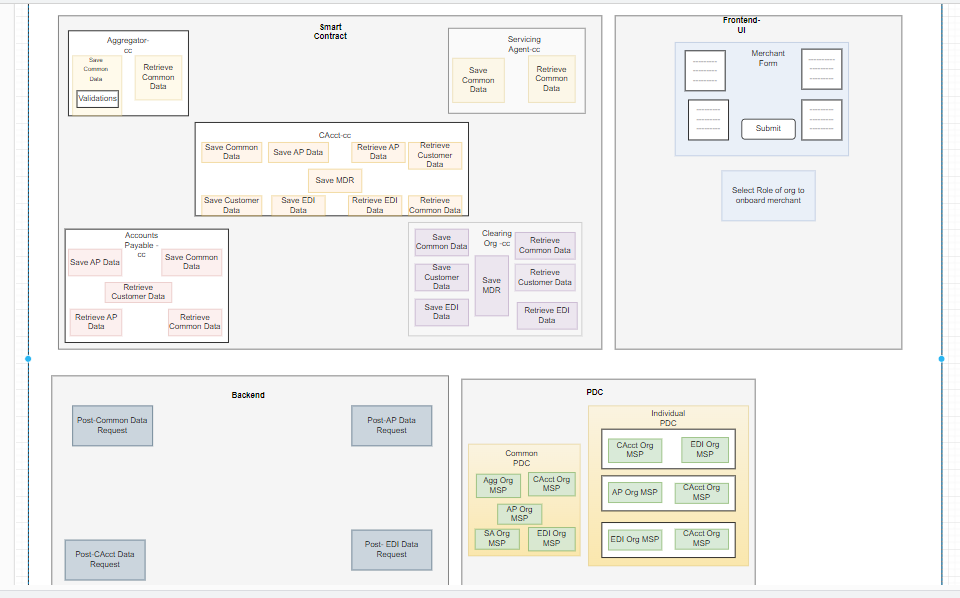 Smart
Contract
Aggregator-
cc
Save
Common
Data
Validations
Retrieve
Common
Data
Servicing
Agent-cc
Save
Common
Data
Retrieve
Common
Data
CAcct-cc
Save Common
Data
Save AP Data
Retrieve AP
Data
Retrieve
Customer
Data
Save MDR
Save Customer
Data
Save EDI
Data
Retrieve EDI
Data
Retrieve
Common Data
Accounts
Payable -
cc
Save AP Data
Save Common
Data
Retrieve
Customer Data
Retrieve AP
Data
Retrieve
Common Data
Clearing
Org -cc
Save
Common Data
Retrieve
Common Data
Save
Customer
Data
Save
MDR
Retrieve
Customer Data
Save EDI
Data
Retrieve EDI
Data
Frontend-
UI
Merchant
Form
Submit
Select Role of org to
onboard merchant
Backend
Post-Common Data
Request
Post-AP Data
Request
Post-CAcct Data
Request
Post- EDI Data
Request
PDC
Common
PDC
Agg Org
MSP
CAcct Org
MSP
AP Org
MSP
SA Org
MSP
EDI Org
MSP
Individual
PDC
CAcct Org
MSP
EDI Org
MSP
AP Org MSP
CAcct Org
MSP
EDI Org MSP
CAcct Org
MSP